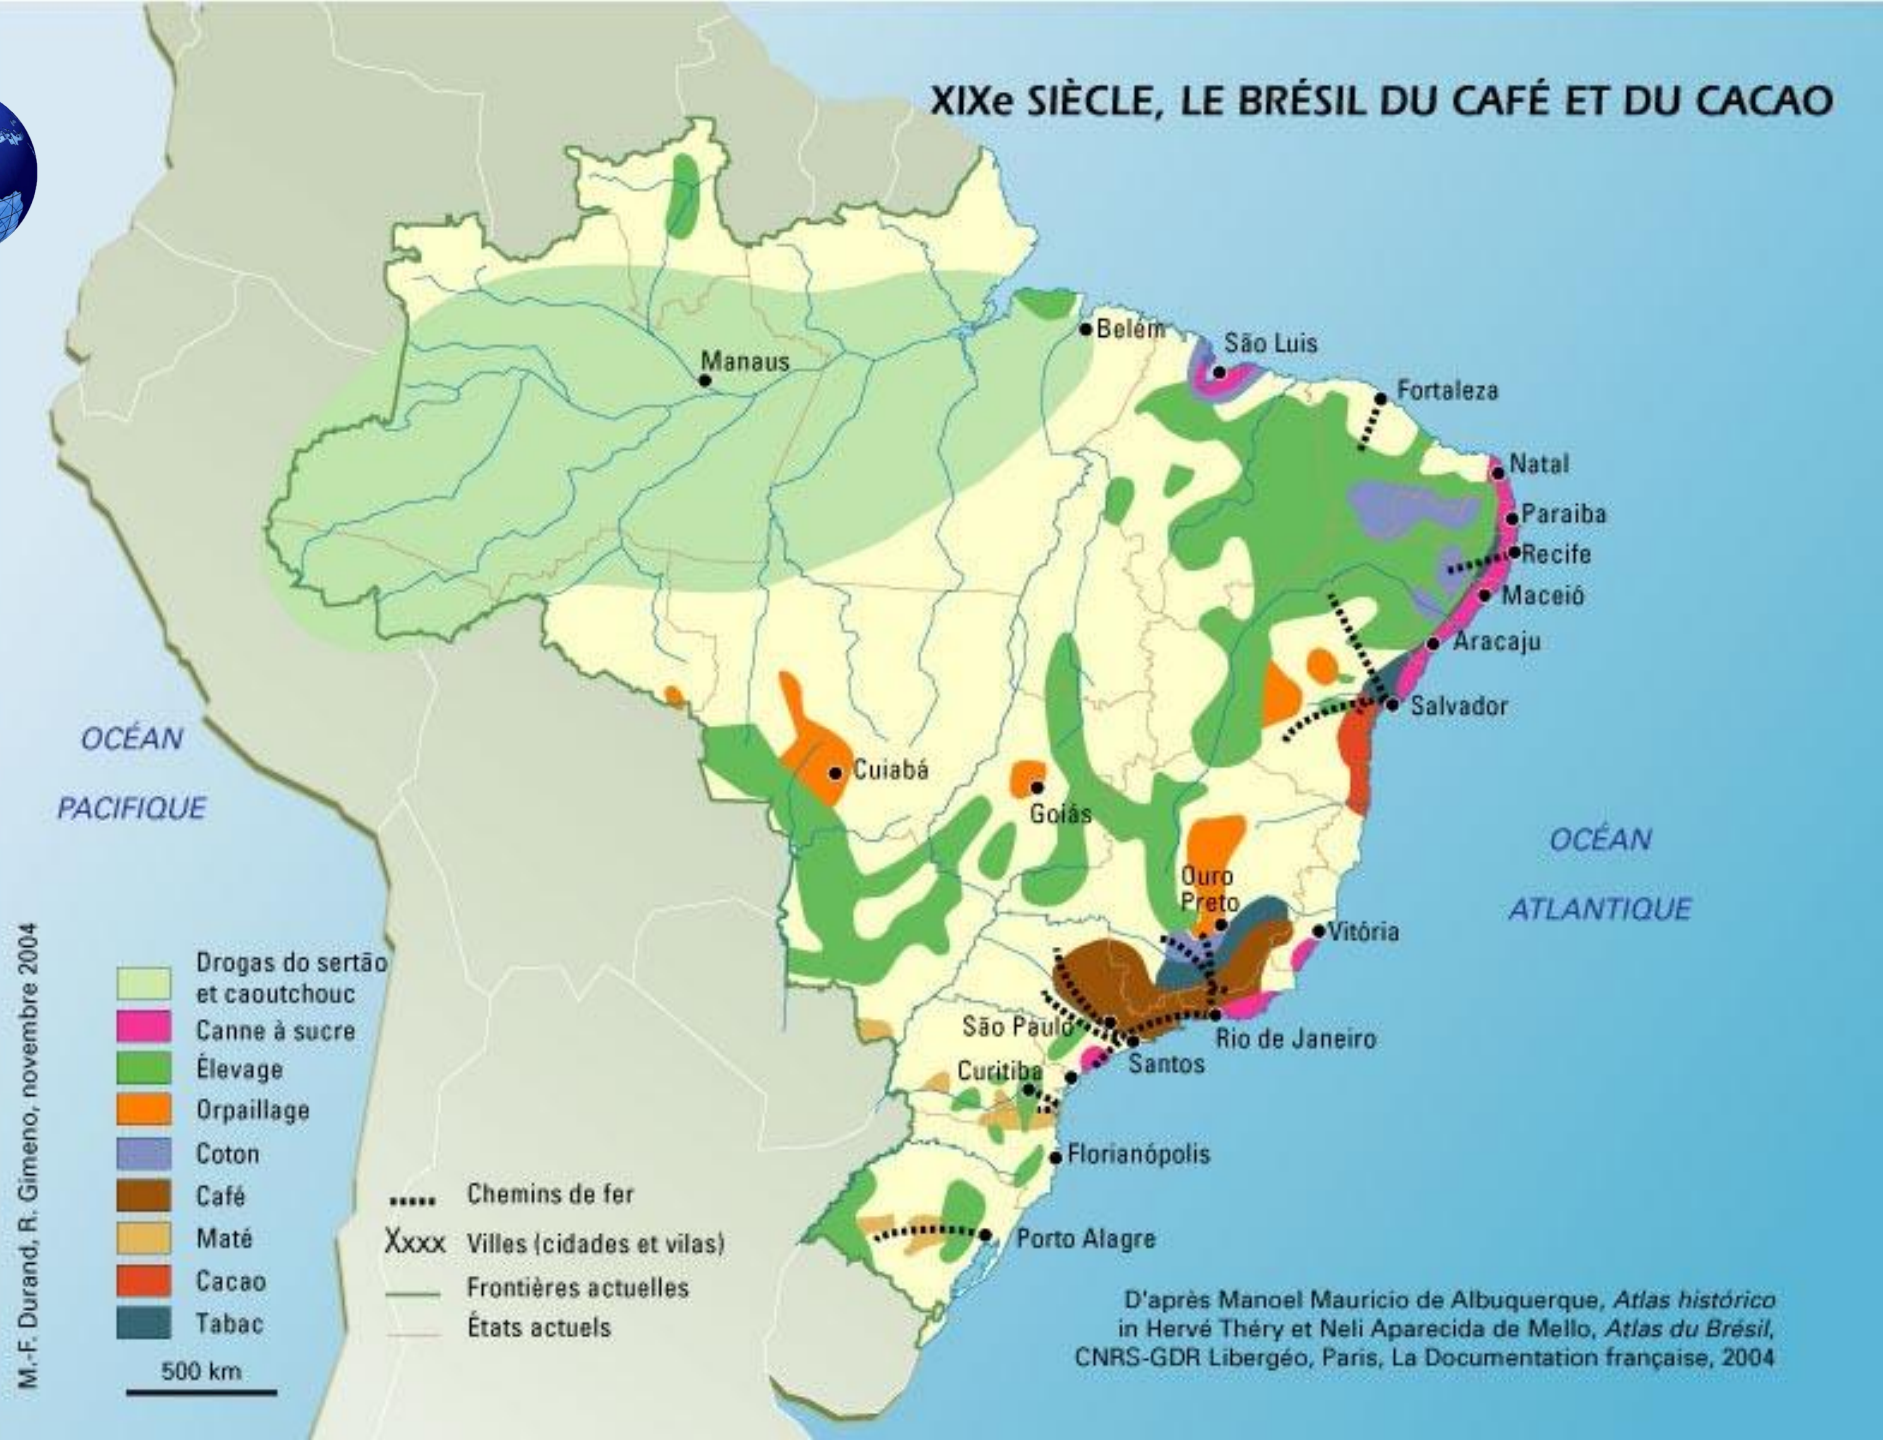 XIXe SIÈCLE, LE BRÉSIL DU CAFÉ ET DU CACAO
Belém
São Luis
Manaus
Fortaleza
Natal
Paraiba
Recife
Maceió
Aracaju
Salvador
OCÉAN
PACIFIQUE
Cuiabá
Goiás
OCÉAN
ATLANTIQUE
Ouro
Preto
Vitória
São Paulo
Rio de Janeiro
Santos
Curitiba
Florianópolis
Porto Alagre
Drogas do sertão
et caoutchouc
Canne à sucre
Élevage
Orpaillage
Coton
Café
Maté
Cacao
Tabac
500 km
Chemins de fer
Xxxx Villes (cidades et vilas)
Frontières actuelles
États actuels
M.-F. Durand, R. Gimeno, novembre 2004
D'après Manoel Mauricio de Albuquerque, Atlas histórico
in Hervé Théry et Neli Aparecida de Mello, Atlas du Brésil,
CNRS-GDR Libergéo, Paris, La Documentation française, 2004